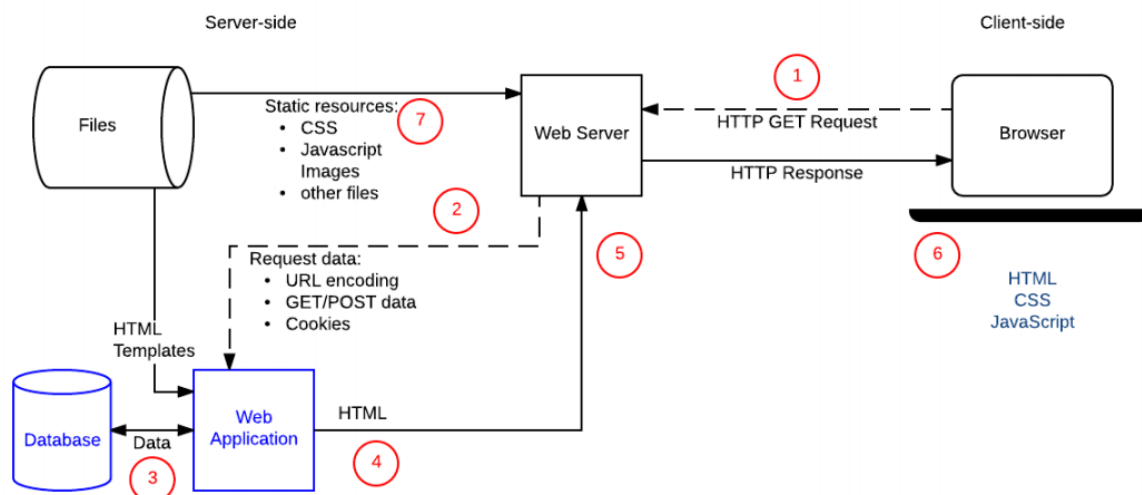 Server-side
Client-side
1
Files
Static resources:
• CSS
• Javascript
Images
• other files
7
Web Server
HTTP GET Request
HTTP Response
Browser
2
5
6
Request data:
• URL encoding
• GET/POST data
• Cookies
HTML
CSS
JavaScript
HTML
Templates
Database
Data
3
Web
Application
HTML
4